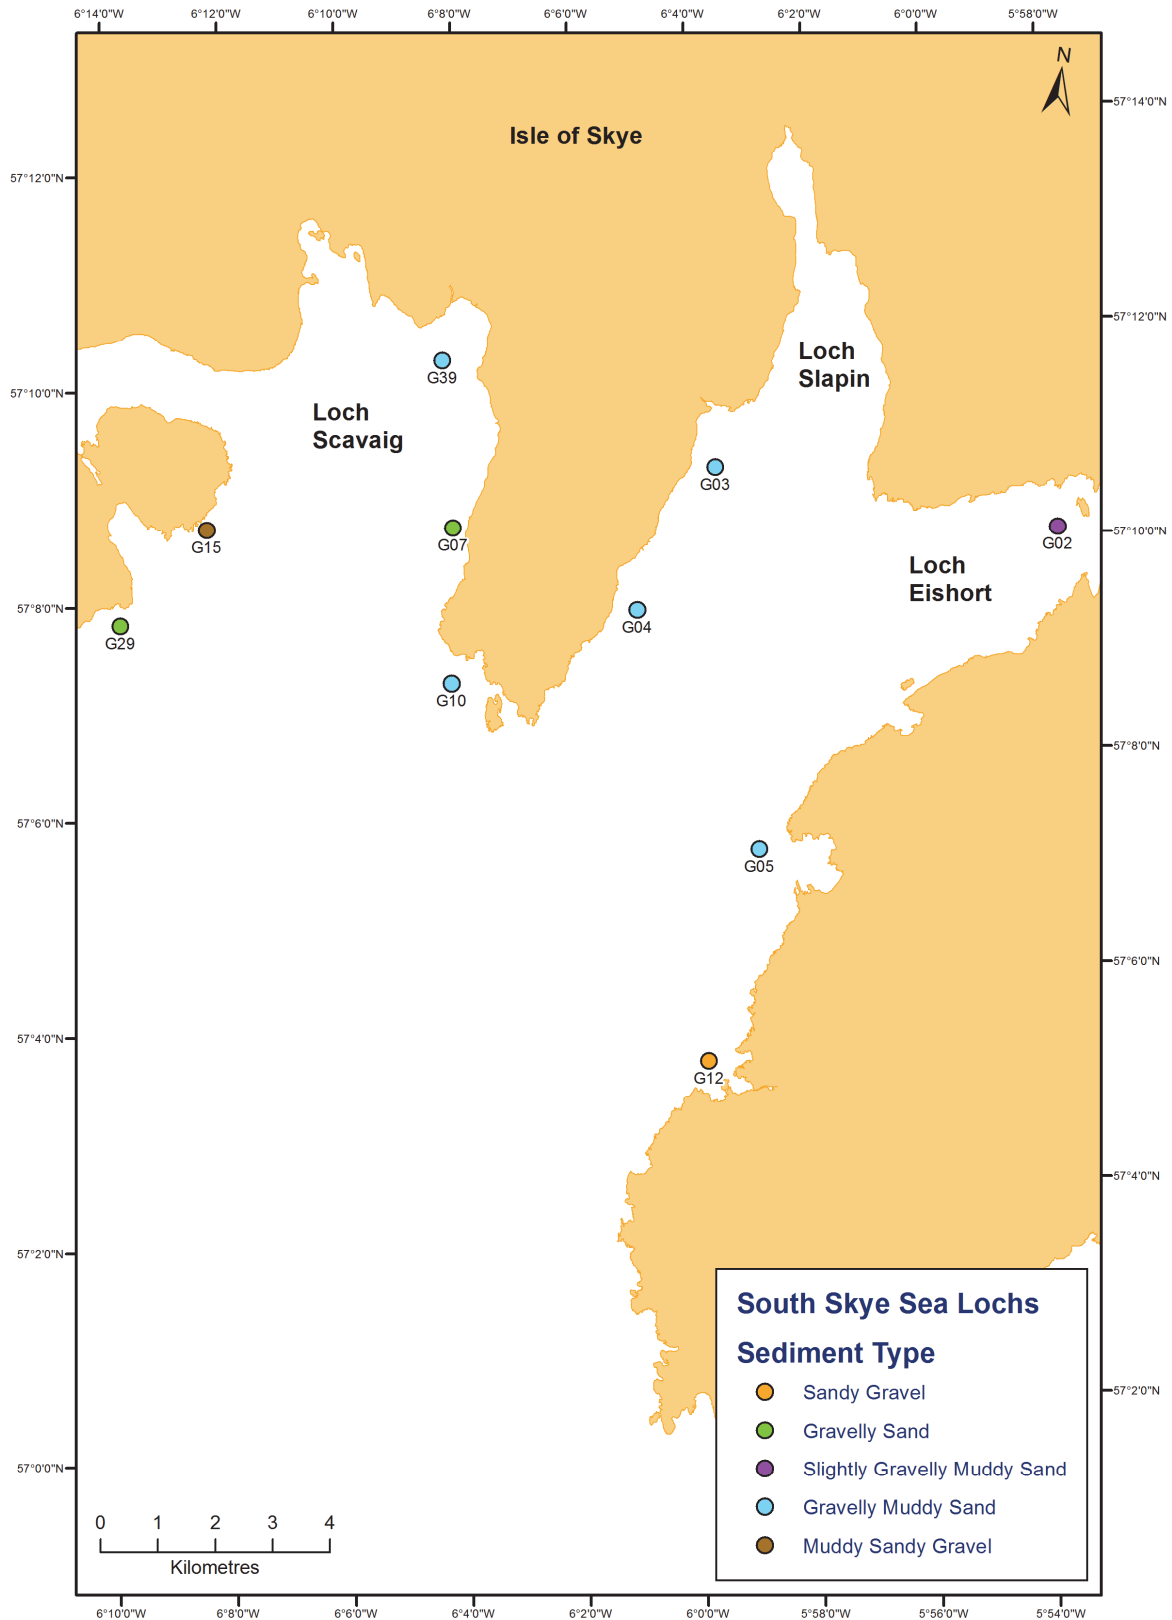 6°14'0"W 6°12'0"W 6°10'0"W 6°8'0"W 6°6'0"W 6°4'0"W 6°2'0"W 6°0'0"W 5°58'0"W
N
57°14'0"N
Isle of Skye
57°12'0"N
57°12'0"N
Loch
Slapin
G39
57°10'0"N
Loch
Scavaig
G03
57°10'0"N
G15
G07
G02
Loch
Eishort
57°8'0"N
G04
G29
G10
57°8'0"N
57°6'0"N
G05
57°6'0"N
57°4'0"N
G12
57°4'0"N
57°2'0"N
South Skye Sea Lochs
Sediment Type
57°2'0"N
Sandy Gravel
Gravelly Sand
57°0'0"N
Slightly Gravelly Muddy Sand
Gravelly Muddy Sand
0 1 2 3 4
Muddy Sandy Gravel
Kilometres
6°10'0"W 6°8'0"W 6°6'0"W 6°4'0"W 6°2'0"W 6°0'0"W 5°58'0"W 5°56'0"W 5°54'0"W